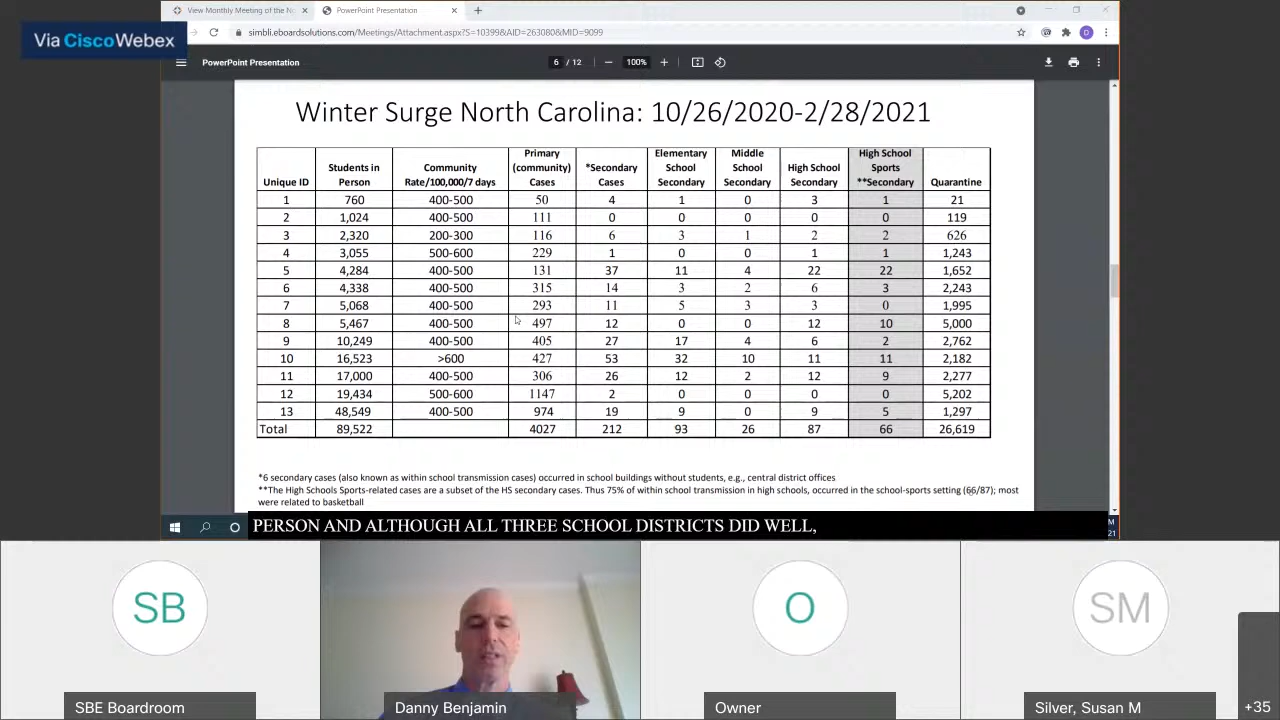 View Monthly Meeting of the No
PowerPoint Presentation
Via Cisco Webex
simbli.eboardsolutions.com/Meetings/Attachment.aspx?S=10399&AID=263080&MID=9099
D
PowerPoint Presentation
6 / 12
100%
Winter Surge North Carolina: 10/26/2020-2/28/2021
Unique ID Students in Person Community Rate/100,000/7 days Primary (community) Cases *Secondary Cases Elementary School Secondary Middle School Secondary High School Secondary High School Sports **Secondary Quarantine
1 760 400-500 50 4 1 0 3 1 21
2 1,024 400-500 111 0 0 0 0 0 119
3 2,320 200-300 116 6 3 1 2 2 626
4 3,055 500-600 229 1 0 0 1 1 1,243
5 4,284 400-500 131 37 11 4 22 22 1,652
6 4,338 400-500 315 14 3 2 6 3 2,243
7 5,068 400-500 293 11 5 3 3 0 1,995
8 5,467 400-500 497 12 0 0 12 10 5,000
9 10,249 400-500 405 27 17 4 6 2 2,762
10 16,523 >600 427 53 32 10 11 11 2,182
11 17,000 400-500 306 26 12 2 12 9 2,277
12 19,434 500-600 1147 2 0 0 0 0 5,202
13 48,549 400-500 974 19 9 0 9 5 1,297
Total 89,522 4027 212 93 26 87 66 26,619
*6 secondary cases (also known as within school transmission cases) occurred in school buildings without students, e.g., central district offices
**The High Schools Sports-related cases are a subset of the HS secondary cases. Thus 75% of within school transmission in high schools, occurred in the school-sports setting (66/87); most
were related to basketball
PERSON AND ALTHOUGH ALL THREE SCHOOL DISTRICTS DID WELL,
M
21
SB
O
SM
SBE Boardroom
Danny Benjamin
Owner
Silver, Susan M
+35